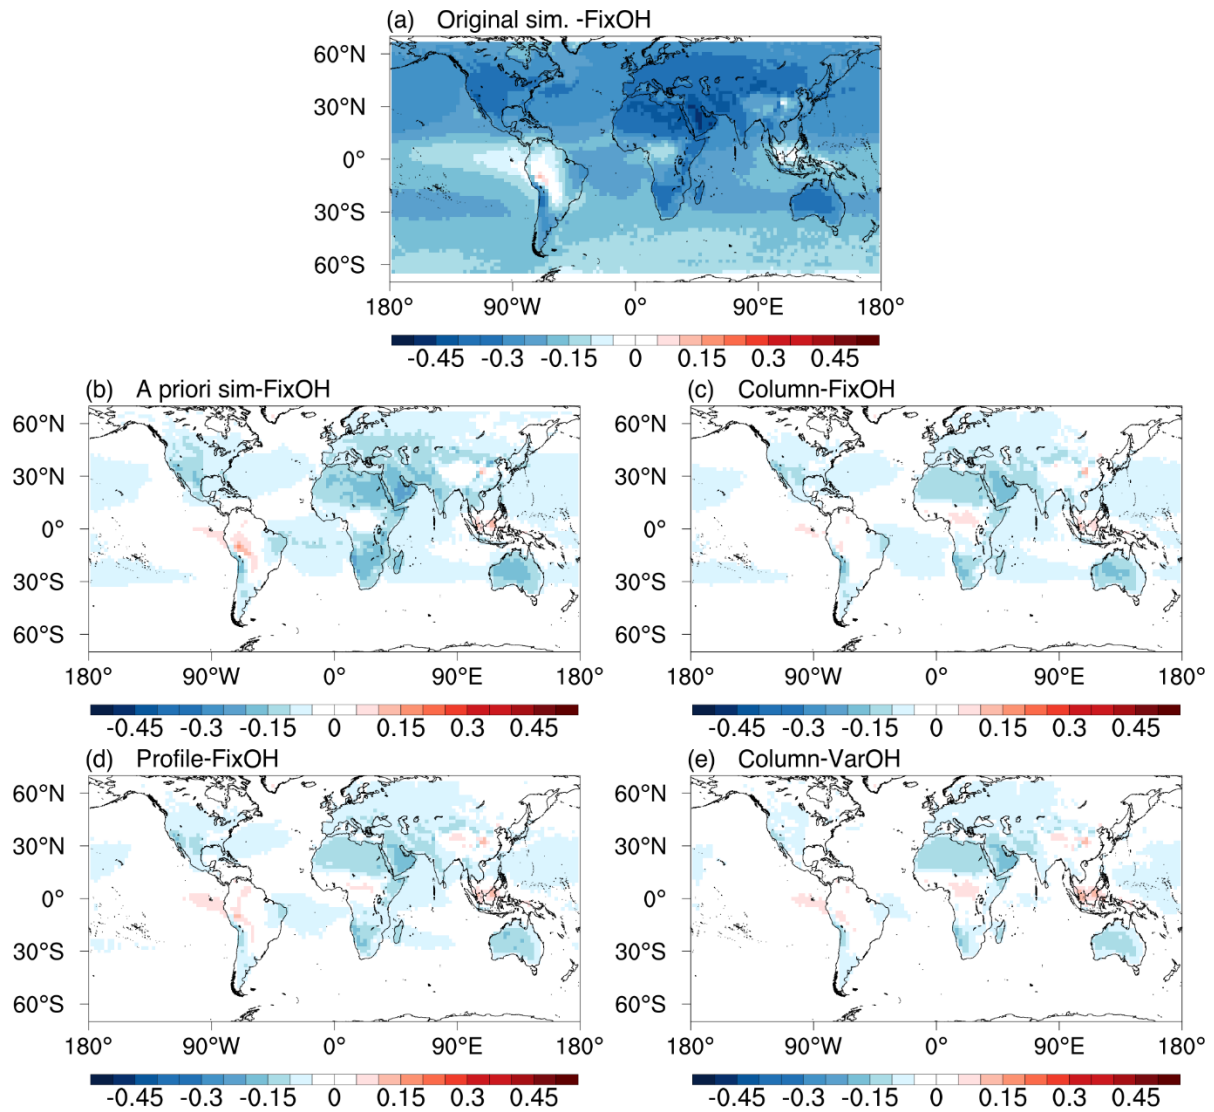 (a) Original sim. -FixOH
60°N
30°N
0°
30°S
60°S
180° 90°W 0° 90°E 180°
-0.45 -0.3 -0.15 0 0.15 0.3 0.45
(b) A priori sim-FixOH
60°N
30°N
0°
30°S
60°S
180° 90°W 0° 90°E 180°
-0.45 -0.3 -0.15 0 0.15 0.3 0.45
(c) Column-FixOH
60°N
30°N
0°
30°S
60°S
180° 90°W 0° 90°E 180°
-0.45 -0.3 -0.15 0 0.15 0.3 0.45
(d) Profile-FixOH
60°N
30°N
0°
30°S
60°S
180° 90°W 0° 90°E 180°
-0.45 -0.3 -0.15 0 0.15 0.3 0.45
(e) Column-VarOH
60°N
30°N
0°
30°S
60°S
180° 90°W 0° 90°E 180°
-0.45 -0.3 -0.15 0 0.15 0.3 0.45